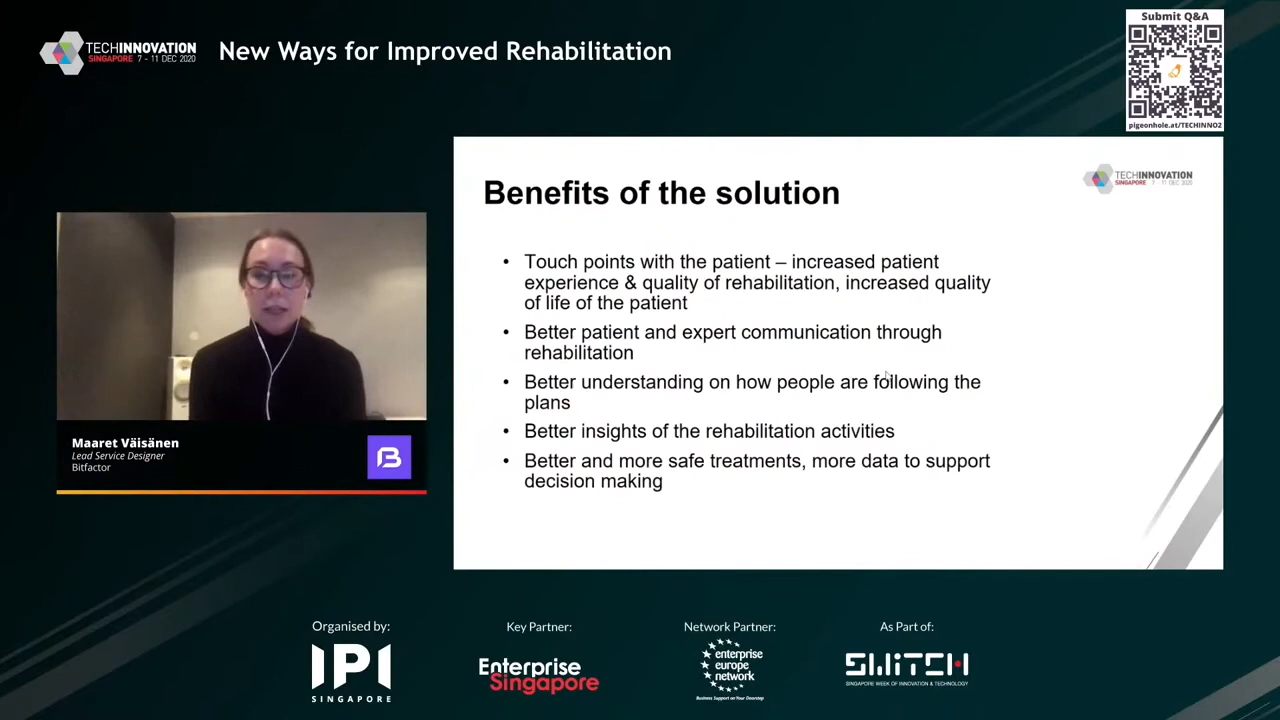 TECHINNOVATION
SINGAPORE 7 - 11 DEC 2020
New Ways for Improved Rehabilitation
Submit Q&A
pigeonhole.at/TECHINNO2
TECHINNOVATION
SINGAPORE 7 - 11 DEC 2020
Benefits of the solution
• Touch points with the patient – increased patient
experience & quality of rehabilitation, increased quality
of life of the patient
• Better patient and expert communication through
rehabilitation
• Better understanding on how people are following the
plans
• Better insights of the rehabilitation activities
• Better and more safe treatments, more data to support
decision making
Maaret Väisänen
Lead Service Designer
Bitfactor
B
Organised by:
IPI
SINGAPORE
Key Partner:
Enterprise
Singapore
Network Partner:
enterprise
europe
network
Business Support on Your Doorstep
As Part of:
SWITCH
SINGAPORE WEEK OF INNOVATION & TECHNOLOGY